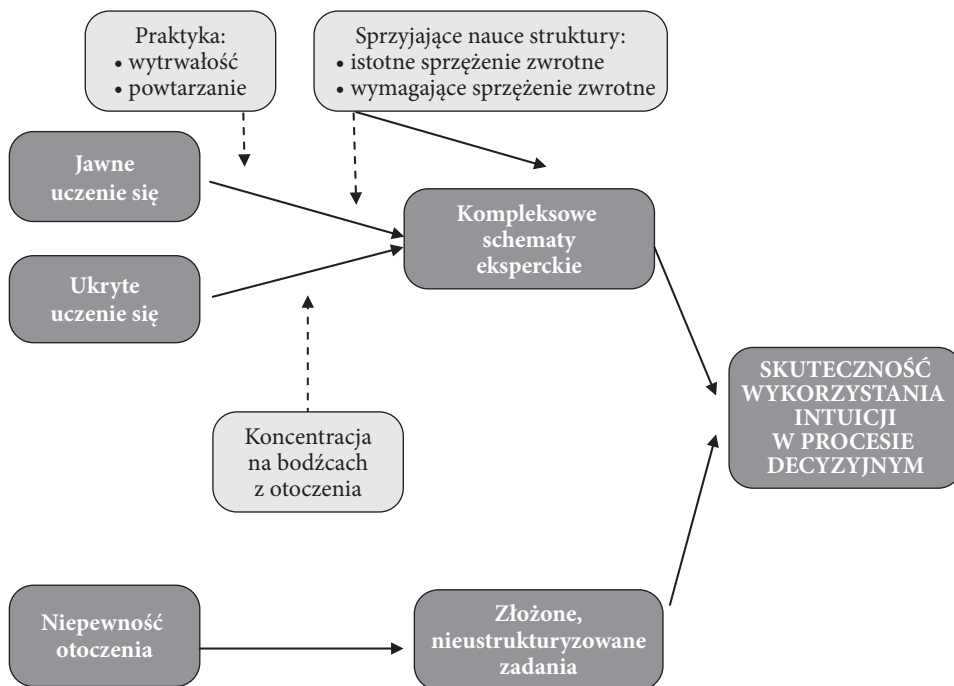 Praktyka:
• wytrwałość
• powtarzanie
Sprzyjające nauce struktury:
• istotne sprzężenie zwrotne
• wymagające sprzężenie zwrotne
Jawne
uczenie się
Kompleksowe
schematy
eksperckie
Ukryte
uczenie się
SKUTECZNOŚĆ
WYKORZYSTANIA
INTUICJI
W PROCESIE
DECYZYJNYM
Koncentracja
na bodźcach
z otoczenia
Niepewność
otoczenia
Złożone,
nieustrukturyzowane
zadania